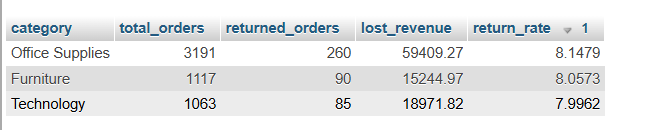 category total_orders returned_orders lost_revenue return_rate 1
Office Supplies 3191 260 59409.27 8.1479
Furniture 1117 90 15244.97 8.0573
Technology 1063 85 18971.82 7.9962